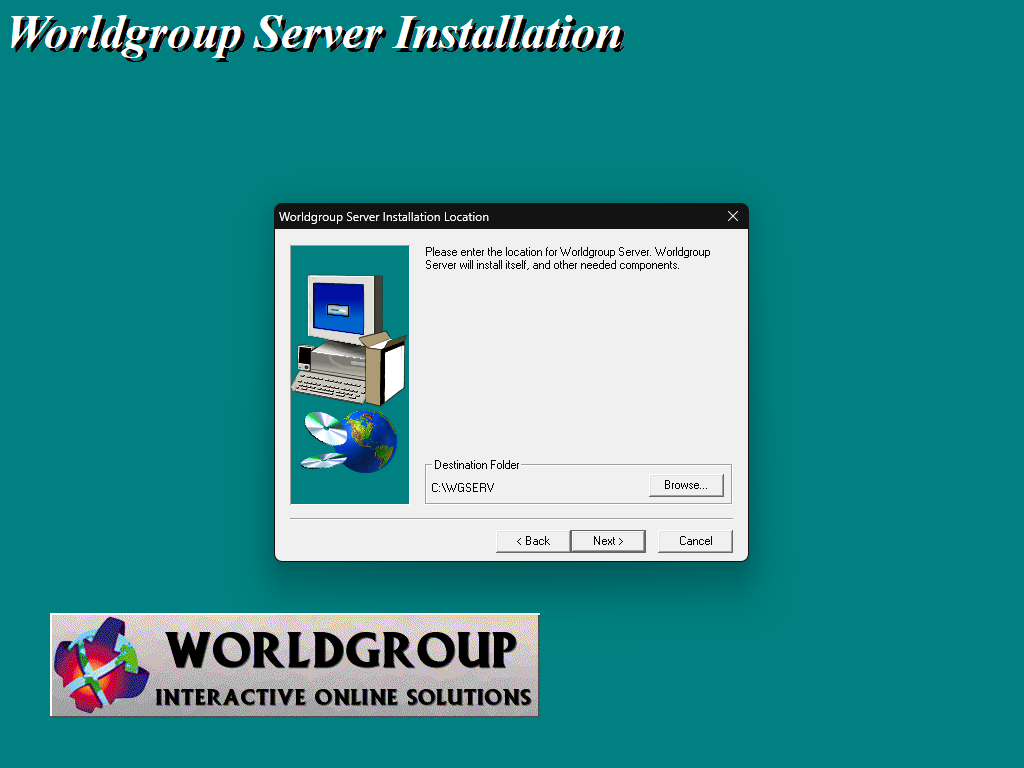 Worldgroup Server Installation
Worldgroup Server Installation Location
Please enter the location for Worldgroup Server. Worldgroup
Server will install itself, and other needed components.
Destination Folder
C:\WGSERV
Browse...
< Back
Next >
Cancel
WORLDGROUP
INTERACTIVE ONLINE SOLUTIONS